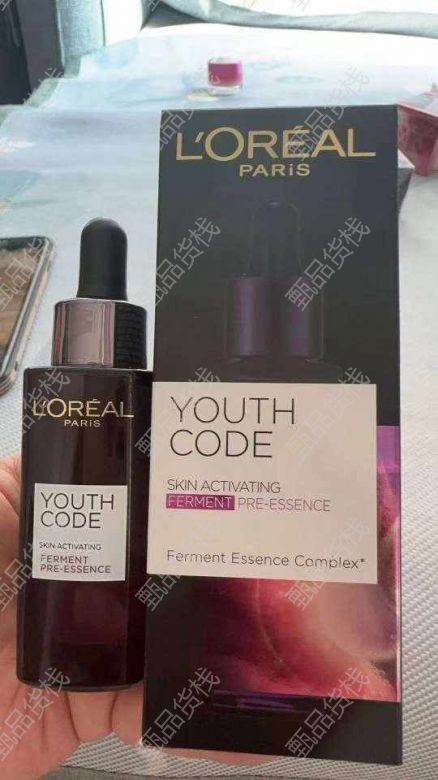 L'ORÉAL
PARIS
YOUTH
CODE
SKIN ACTIVATING
FERMENT PRE-ESSENCE
Ferment Essence Complex*
L'ORÉAL
PARIS
YOUTH
CODE
SKIN ACTIVATING
FERMENT
PRE-ESSENCE
甄品货栈